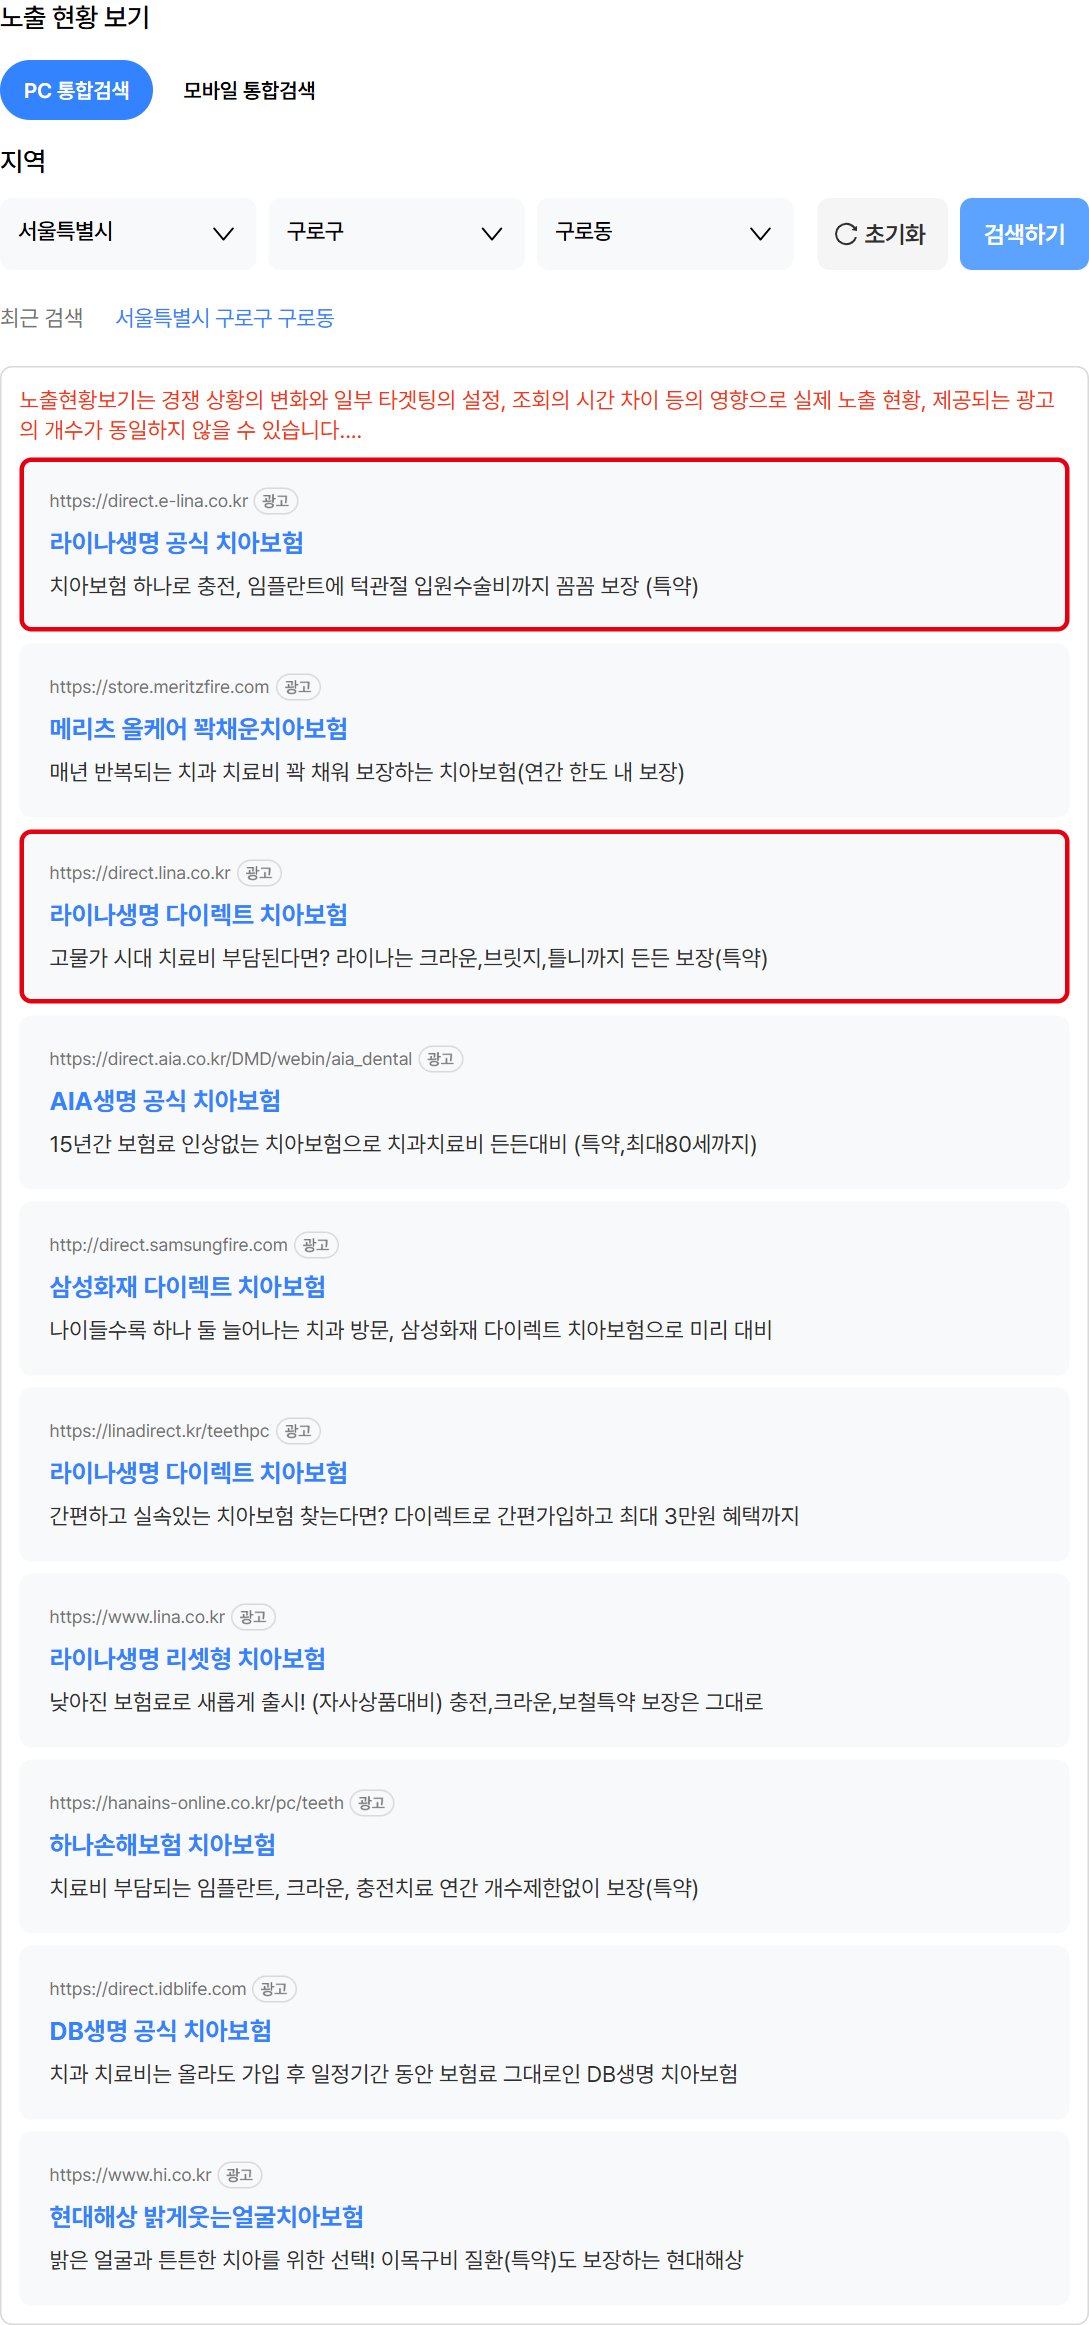 노출 현황 보기
PC 통합검색 모바일 통합검색
지역
서울특별시 구로구 구로동 초기화 검색하기
최근 검색 서울특별시 구로구 구로동
노출현황보기는 경쟁 상황의 변화와 일부 타겟팅의 설정, 조회의 시간 차이 등의 영향으로 실제 노출 현황, 제공되는 광고
의 개수가 동일하지 않을 수 있습니다....
https://direct.e-lina.co.kr 광고
라이나생명 공식 치아보험
치아보험 하나로 충전, 임플란트에 턱관절 입원수술비까지 꼼꼼 보장 (특약)
https://store.meritzfire.com 광고
메리츠 올케어 꽉채운치아보험
매년 반복되는 치과 치료비 꽉 채워 보장하는 치아보험(연간 한도 내 보장)
https://direct.lina.co.kr 광고
라이나생명 다이렉트 치아보험
고물가 시대 치료비 부담된다면? 라이나는 크라운,브릿지,틀니까지 든든 보장(특약)
https://direct.aia.co.kr/DMD/webin/aia_dental 광고
AIA생명 공식 치아보험
15년간 보험료 인상없는 치아보험으로 치과치료비 든든대비 (특약,최대80세까지)
http://direct.samsungfire.com 광고
삼성화재 다이렉트 치아보험
나이들수록 하나 둘 늘어나는 치과 방문, 삼성화재 다이렉트 치아보험으로 미리 대비
https://linadirect.kr/teethpc 광고
라이나생명 다이렉트 치아보험
간편하고 실속있는 치아보험 찾는다면? 다이렉트로 간편가입하고 최대 3만원 혜택까지
https://www.lina.co.kr 광고
라이나생명 리셋형 치아보험
낮아진 보험료로 새롭게 출시! (자사상품대비) 충전,크라운,보철특약 보장은 그대로
https://hanains-online.co.kr/pc/teeth 광고
하나손해보험 치아보험
치료비 부담되는 임플란트, 크라운, 충전치료 연간 개수제한없이 보장(특약)
https://direct.idblife.com 광고
DB생명 공식 치아보험
치과 치료비는 올라도 가입 후 일정기간 동안 보험료 그대로인 DB생명 치아보험
https://www.hi.co.kr 광고
현대해상 밝게웃는얼굴치아보험
밝은 얼굴과 튼튼한 치아를 위한 선택! 이목구비 질환(특약)도 보장하는 현대해상